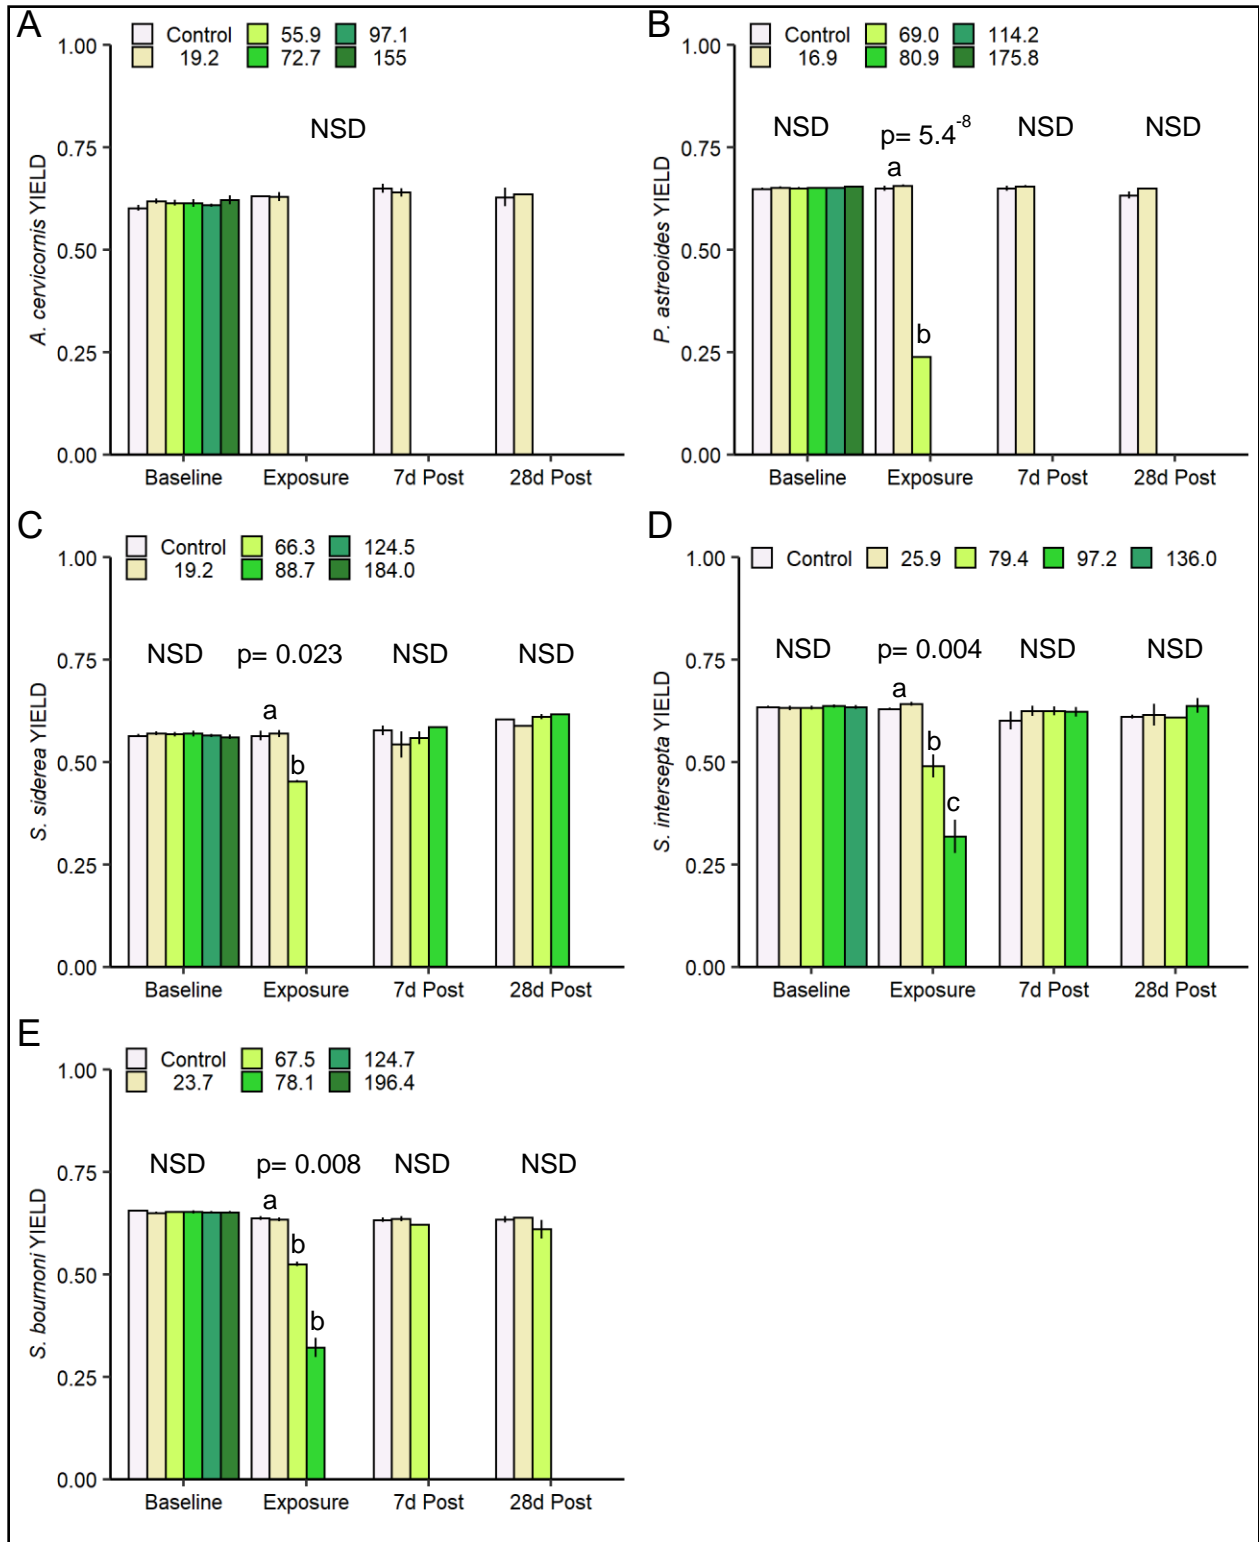 A
Control 55.9 97.1
19.2 72.7 155
1.00
0.75
0.50
0.25
0.00
A. cervicornis YIELD
NSD
Baseline Exposure 7d Post 28d Post
B
Control 69.0 114.2
16.9 80.9 175.8
1.00
0.75
0.50
0.25
0.00
P. astreoides YIELD
NSD p= 5.4-8 NSD NSD
a
b
Baseline Exposure 7d Post 28d Post
C
Control 66.3 124.5
19.2 88.7 184.0
1.00
0.75
0.50
0.25
0.00
S. siderea YIELD
NSD p= 0.023 NSD NSD
a
b
Baseline Exposure 7d Post 28d Post
D
Control 25.9 79.4 97.2 136.0
1.00
0.75
0.50
0.25
0.00
S. intersepta YIELD
NSD p= 0.004 NSD NSD
a
b
c
Baseline Exposure 7d Post 28d Post
E
Control 67.5 124.7
23.7 78.1 196.4
1.00
0.75
0.50
0.25
0.00
S. bournoni YIELD
NSD p= 0.008 NSD NSD
a
b
b
Baseline Exposure 7d Post 28d Post